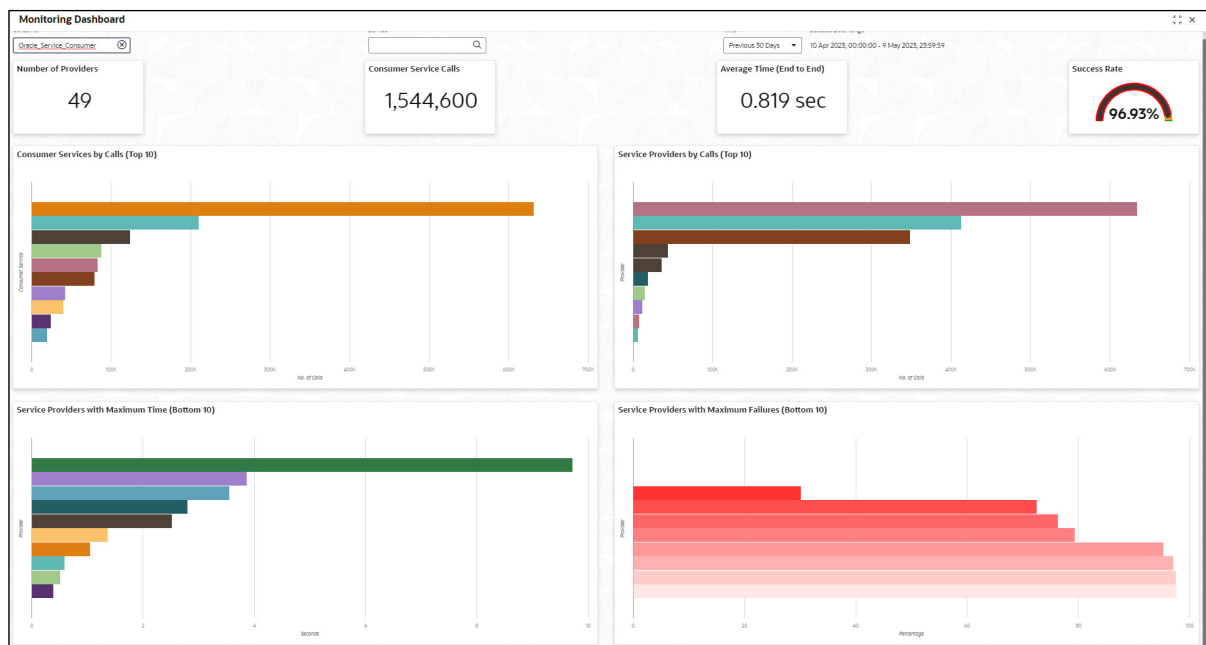 Monitoring Dashboard
Oracle_Service_Consumer
Previous 30 Days
10 Apr 2023, 00:00:00 - 9 May 2023, 23:59:59
Number of Providers
49
Consumer Service Calls
1,544,600
Average Time (End to End)
0.819 sec
Success Rate
96.93%
Consumer Services by Calls (Top 10)
Consumer Service
0 100K 200K 300K 400K 500K 600K 700K
No. of Calls
Service Providers by Calls (Top 10)
Provider
0 100K 200K 300K 400K 500K 600K 700K
No. of Calls
Service Providers with Maximum Time (Bottom 10)
Provider
0 2 4 6 8 10
Seconds
Service Providers with Maximum Failures (Bottom 10)
Provider
0 20 40 60 80 100
Percentage